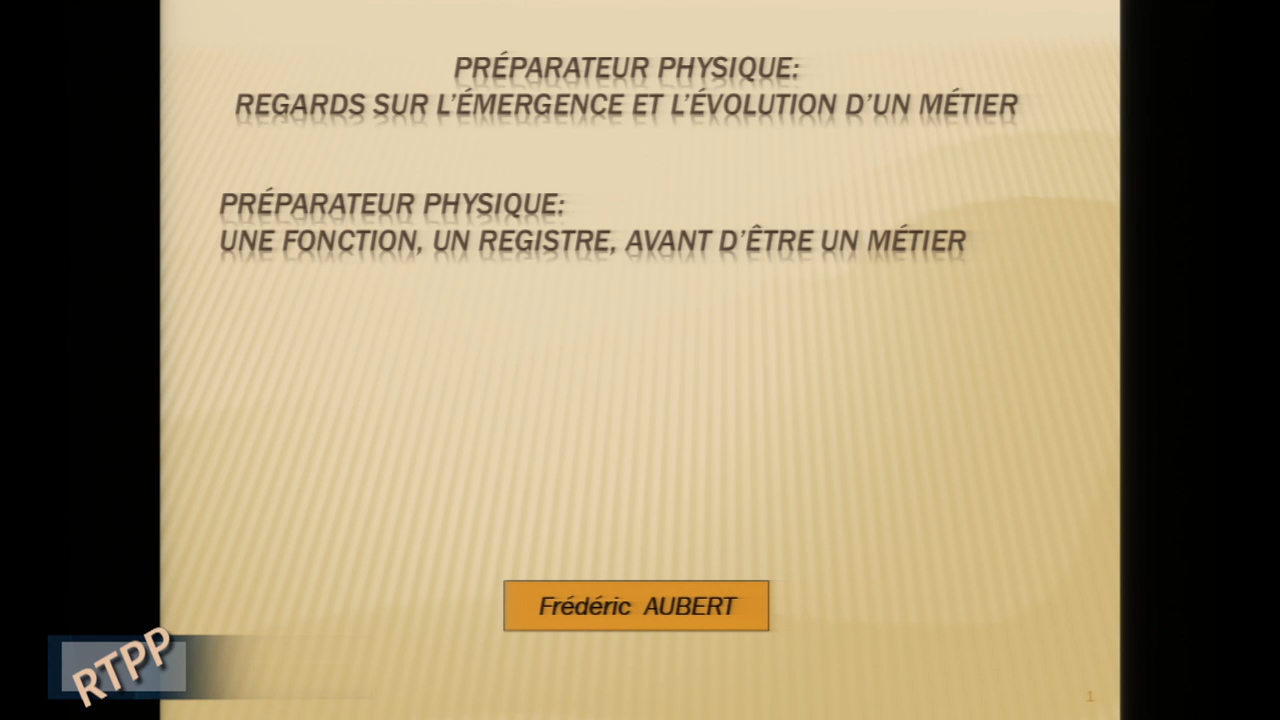 PRÉPARATEUR PHYSIQUE:
REGARDS SUR L'ÉMERGENCE ET L'ÉVOLUTION D'UN MÉTIER
PRÉPARATEUR PHYSIQUE:
UNE FONCTION, UN REGISTRE, AVANT D'ÊTRE UN MÉTIER
Frédéric AUBERT
RTPP
1